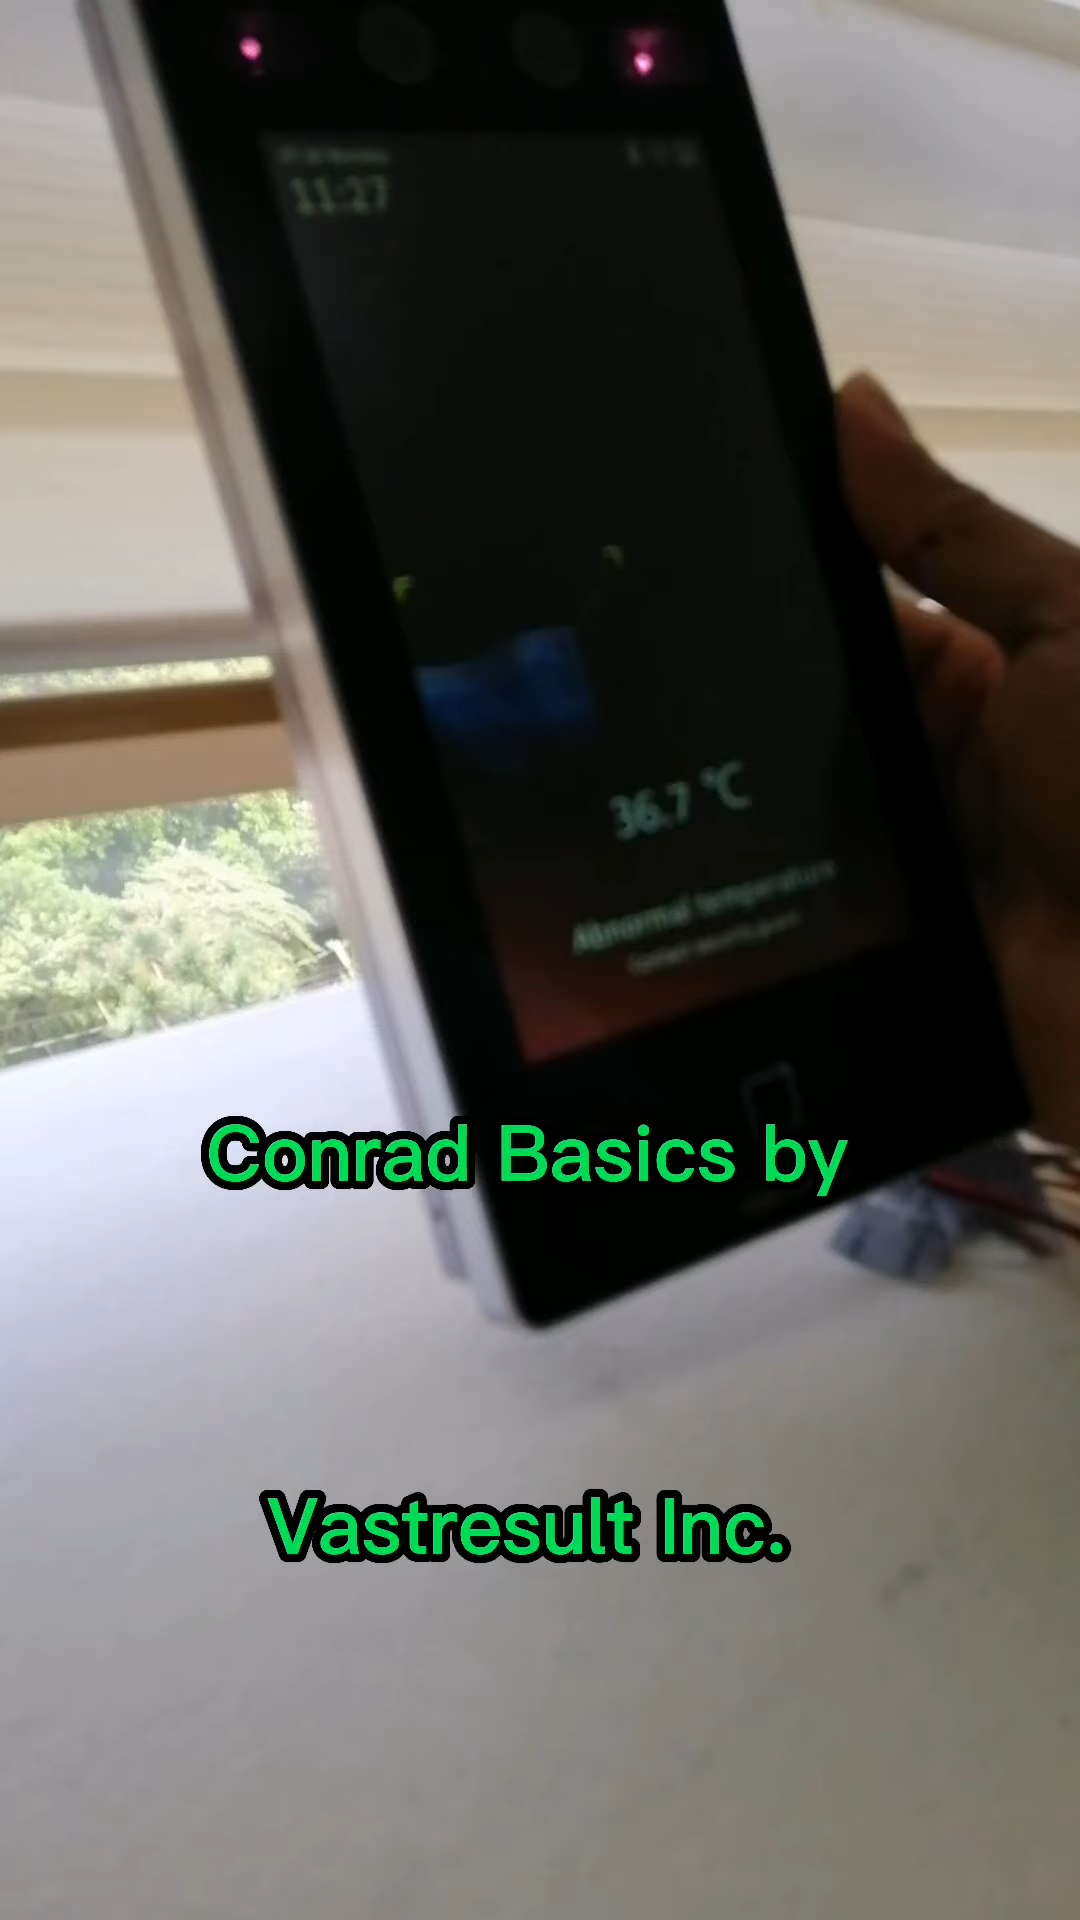 11:27
36.7 °C
Abnormal temperature
Conrad Basics by
Vastresult Inc.